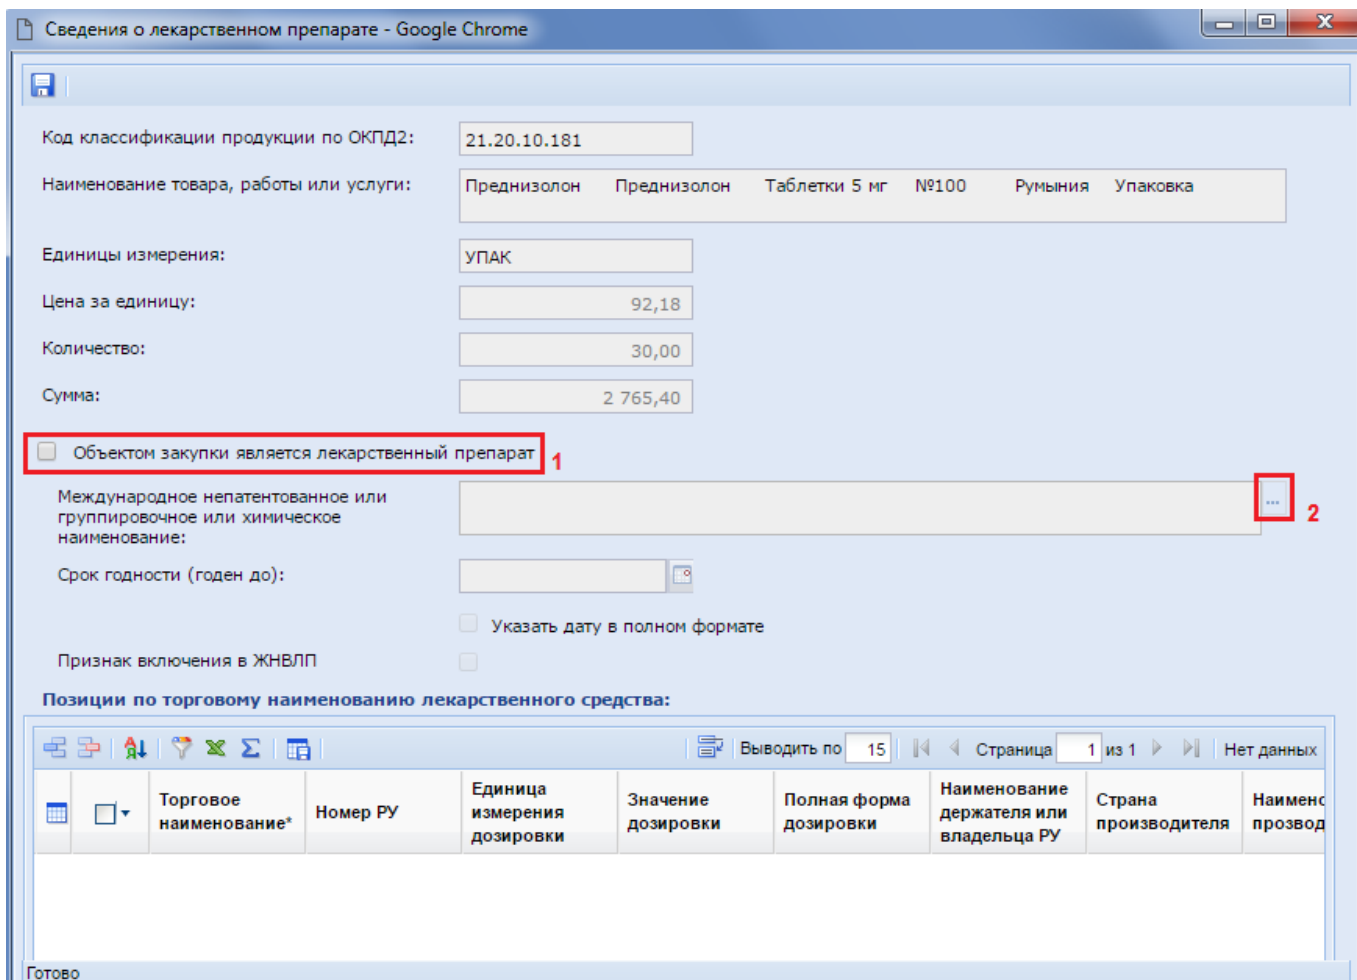 Сведения о лекарственном препарате - Google Chrome
Код классификации продукции по ОКПД2: 21.20.10.181
Наименование товара, работы или услуги: Преднизолон Преднизолон Таблетки 5 мг №100 Румыния Упаковка
Единицы измерения: УПАК
Цена за единицу: 92,18
Количество: 30,00
Сумма: 2 765,40
Объектом закупки является лекарственный препарат 1
Международное непатентованное или
группировочное или химическое
наименование:
... 2
Срок годности (годен до):
Указать дату в полном формате
Признак включения в ЖНВЛП
Позиции по торговому наименованию лекарственного средства:
Выводить по 15 Страница 1 из 1 Нет данных
Торговое
наименование*
Номер РУ
Единица
измерения
дозировки
Значение
дозировки
Полная форма
дозировки
Наименование
держателя или
владельца РУ
Страна
производителя
Наименс
прозвод
Готово